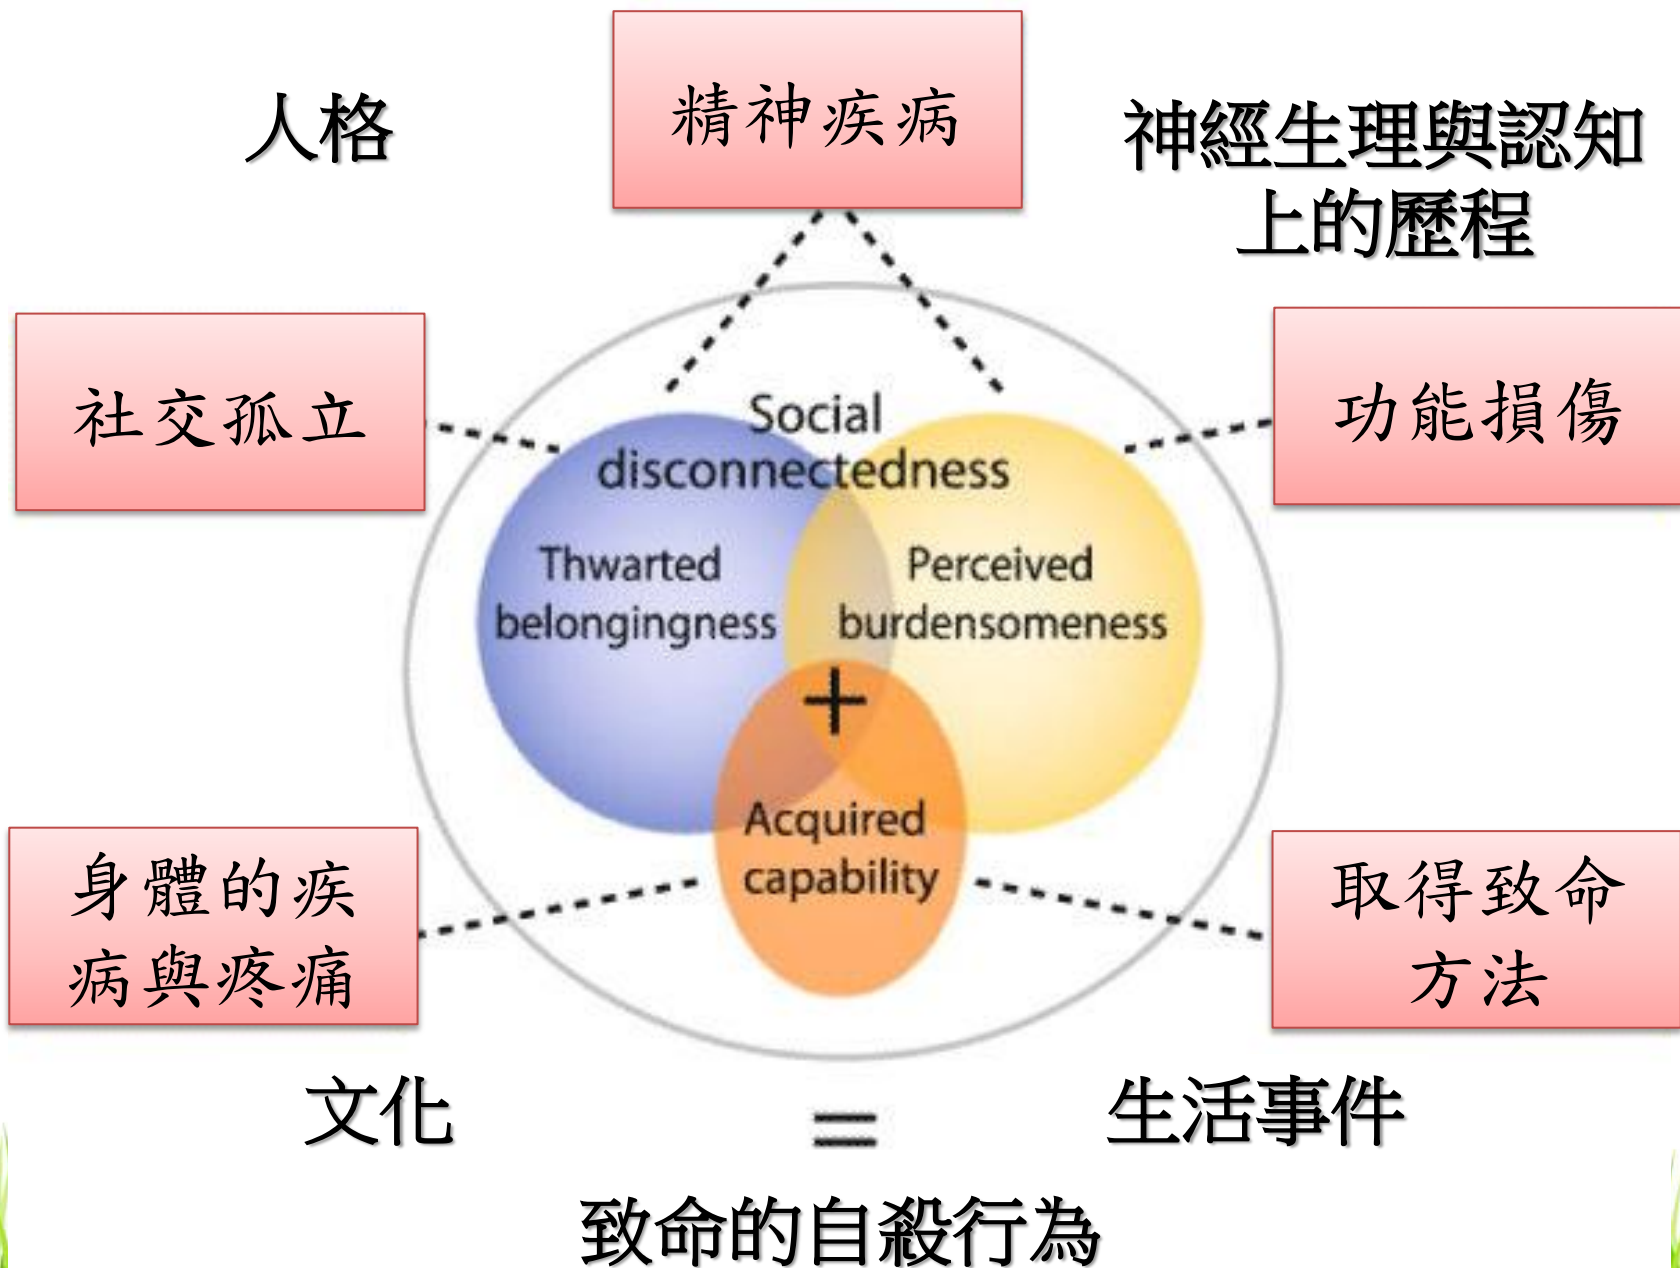 人格
精神疾病
神經生理與認知
上的歷程
社交孤立
功能損傷
Social
disconnectedness
Thwarted
belongingness
Perceived
burdensomeness
+
Acquired
capability
身體的疾
病與疼痛
取得致命
方法
文化
=
生活事件
致命的自殺行為